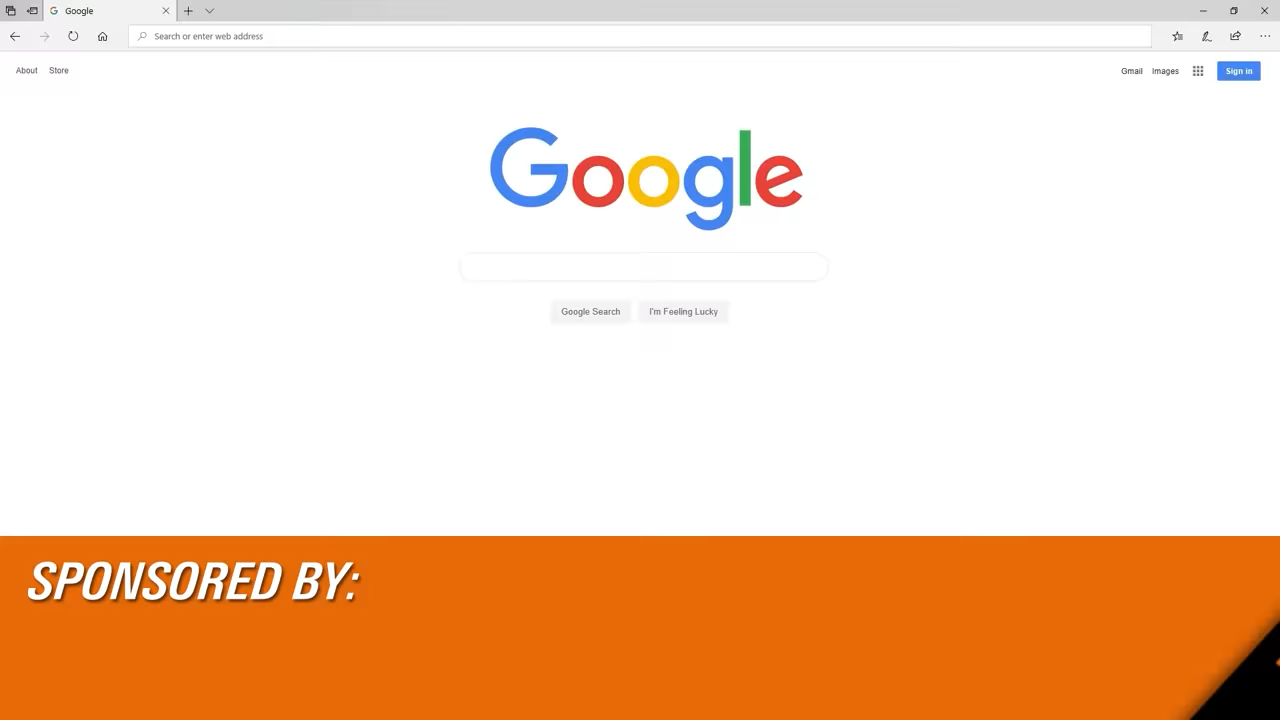 Google
Search or enter web address
About Store
Gmail Images Sign in
Google
Google Search I'm Feeling Lucky
SPONSORED BY: